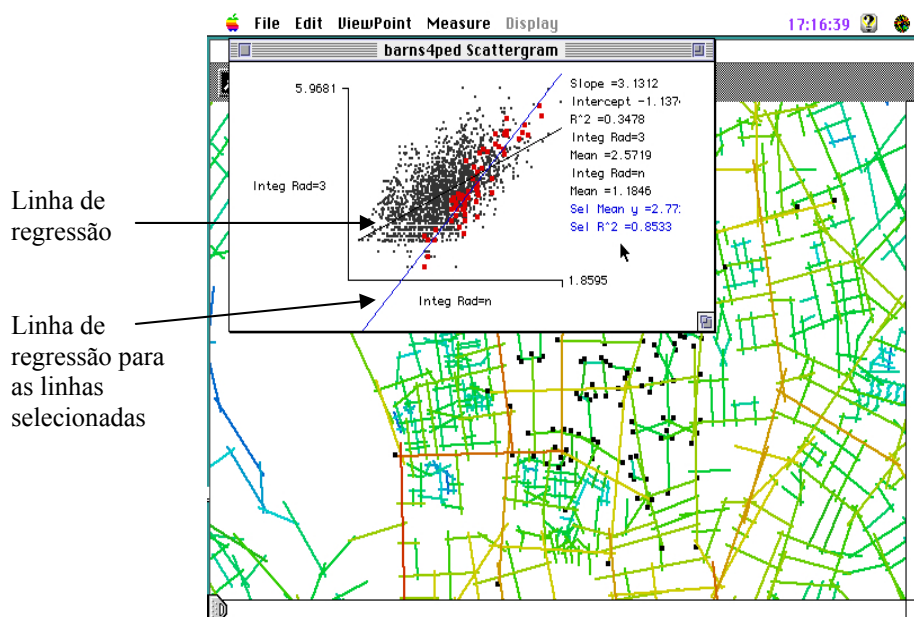 File Edit ViewPoint Measure Display 17:16:39
barns4ped Scattergram
5.9681
Integ Rad=3
1.8595
Integ Rad=n
Slope =3.1312
Intercept -1.137
R^2 =0.3478
Integ Rad=3
Mean =2.5719
Integ Rad=n
Mean =1.1846
Sel Mean y =2.77
Sel R^2 =0.8533
Linha de
regressão
Linha de
regressão para
as linhas
selecionadas